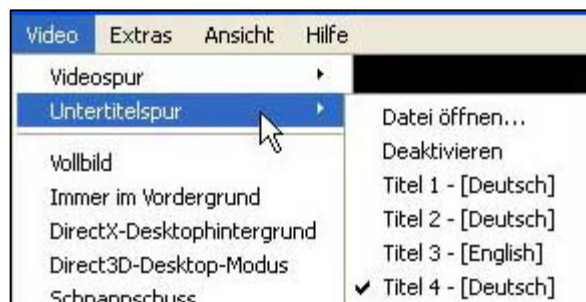 Video Extras Ansicht Hilfe
Videospur
Untertitelspur
Vollbild
Immer im Vordergrund
DirectX-Desktophintergrund
Direct3D-Desktop-Modus
Schnappschuss
Datei öffnen...
Deaktivieren
Titel 1 - [Deutsch]
Titel 2 - [Deutsch]
Titel 3 - [English]
Titel 4 - [Deutsch]